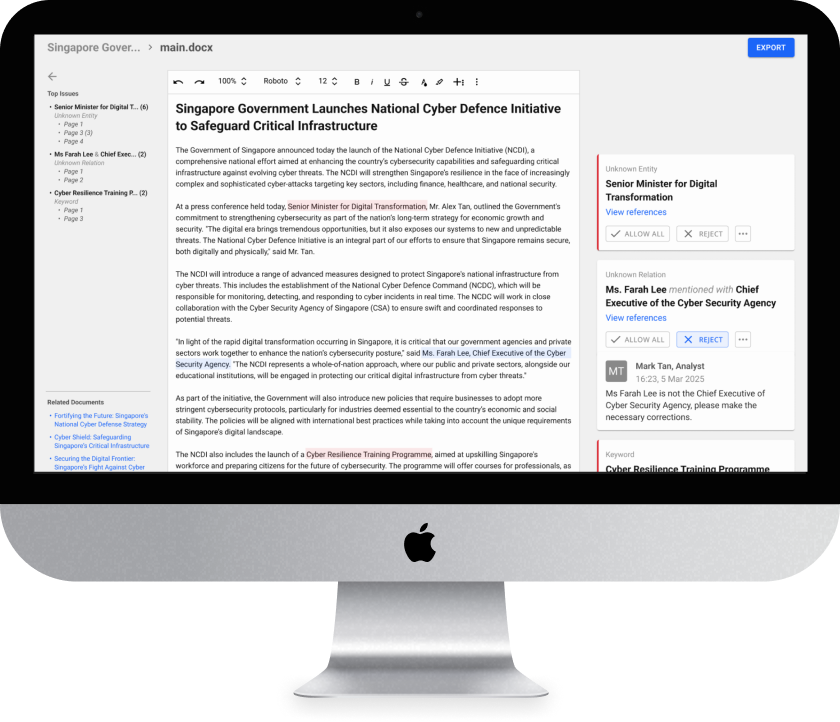 Singapore Gover... > main.docx
EXPORT
Top Issues
Senior Minister for Digital T... (6)
Unknown Entity
Page 1
Page 3 (3)
Page 4
Ms Farah Lee & Chief Exec... (2)
Unknown Relation
Page 1
Page 2
Cyber Resilience Training P... (2)
Keyword
Page 1
Page 3
Related Documents
Fortifying the Future: Singapore's
National Cyber Defense Strategy
Cyber Shield: Safeguarding
Singapore's Critical Infrastructure
Securing the Digital Frontier:
Singapore's Fight Against Cyber
100% Roboto 12 B i U S
Singapore Government Launches National Cyber Defence Initiative
to Safeguard Critical Infrastructure
The Government of Singapore announced today the launch of the National Cyber Defence Initiative (NCDI), a
comprehensive national effort aimed at enhancing the country's cybersecurity capabilities and safeguarding critical
infrastructure against evolving cyber threats. The NCDI will strengthen Singapore's resilience in the face of increasingly
complex and sophisticated cyber-attacks targeting key sectors, including finance, healthcare, and national security.
At a press conference held today, Senior Minister for Digital Transformation, Mr. Alex Tan, outlined the Government's
commitment to strengthening cybersecurity as part of the nation's long-term strategy for economic growth and
security. "The digital era brings tremendous opportunities, but it also exposes our systems to new and unpredictable
threats. The National Cyber Defence Initiative is an integral part of our efforts to ensure that Singapore remains secure,
both digitally and physically," said Mr. Tan.
The NCDI will introduce a range of advanced measures designed to protect Singapore's national infrastructure from
cyber threats. This includes the establishment of the National Cyber Defence Command (NCDC), which will be
responsible for monitoring, detecting, and responding to cyber incidents in real time. The NCDC will work in close
collaboration with the Cyber Security Agency of Singapore (CSA) to ensure swift and coordinated responses to
potential threats.
"In light of the rapid digital transformation occurring in Singapore, it is critical that our government agencies and private
sectors work together to enhance the nation's cybersecurity posture," said Ms. Farah Lee, Chief Executive of the Cyber
Security Agency. "The NCDI represents a whole-of-nation approach, where our public and private sectors, alongside our
educational institutions, will be engaged in protecting our critical digital infrastructure from cyber threats."
As part of the initiative, the Government will also introduce new policies that require businesses to adopt more
stringent cybersecurity protocols, particularly for industries deemed essential to the country's economic and social
stability. The policies will be aligned with international best practices while taking into account the unique requirements
of Singapore's digital landscape.
The NCDI also includes the launch of a Cyber Resilience Training Programme, aimed at upskilling Singapore's
workforce and preparing citizens for the future of cybersecurity. The programme will offer courses for professionals, as
Unknown Entity
Senior Minister for Digital
Transformation
View references
ALLOW ALL
REJECT
Unknown Relation
Ms. Farah Lee mentioned with Chief
Executive of the Cyber Security Agency
View references
ALLOW ALL
REJECT
MT
Mark Tan, Analyst
16:23, 5 Mar 2025
Ms Farah Lee is not the Chief Executive of
Cyber Security Agency, please make the
necessary corrections.
Keyword
Cyber Resilience Training Programme